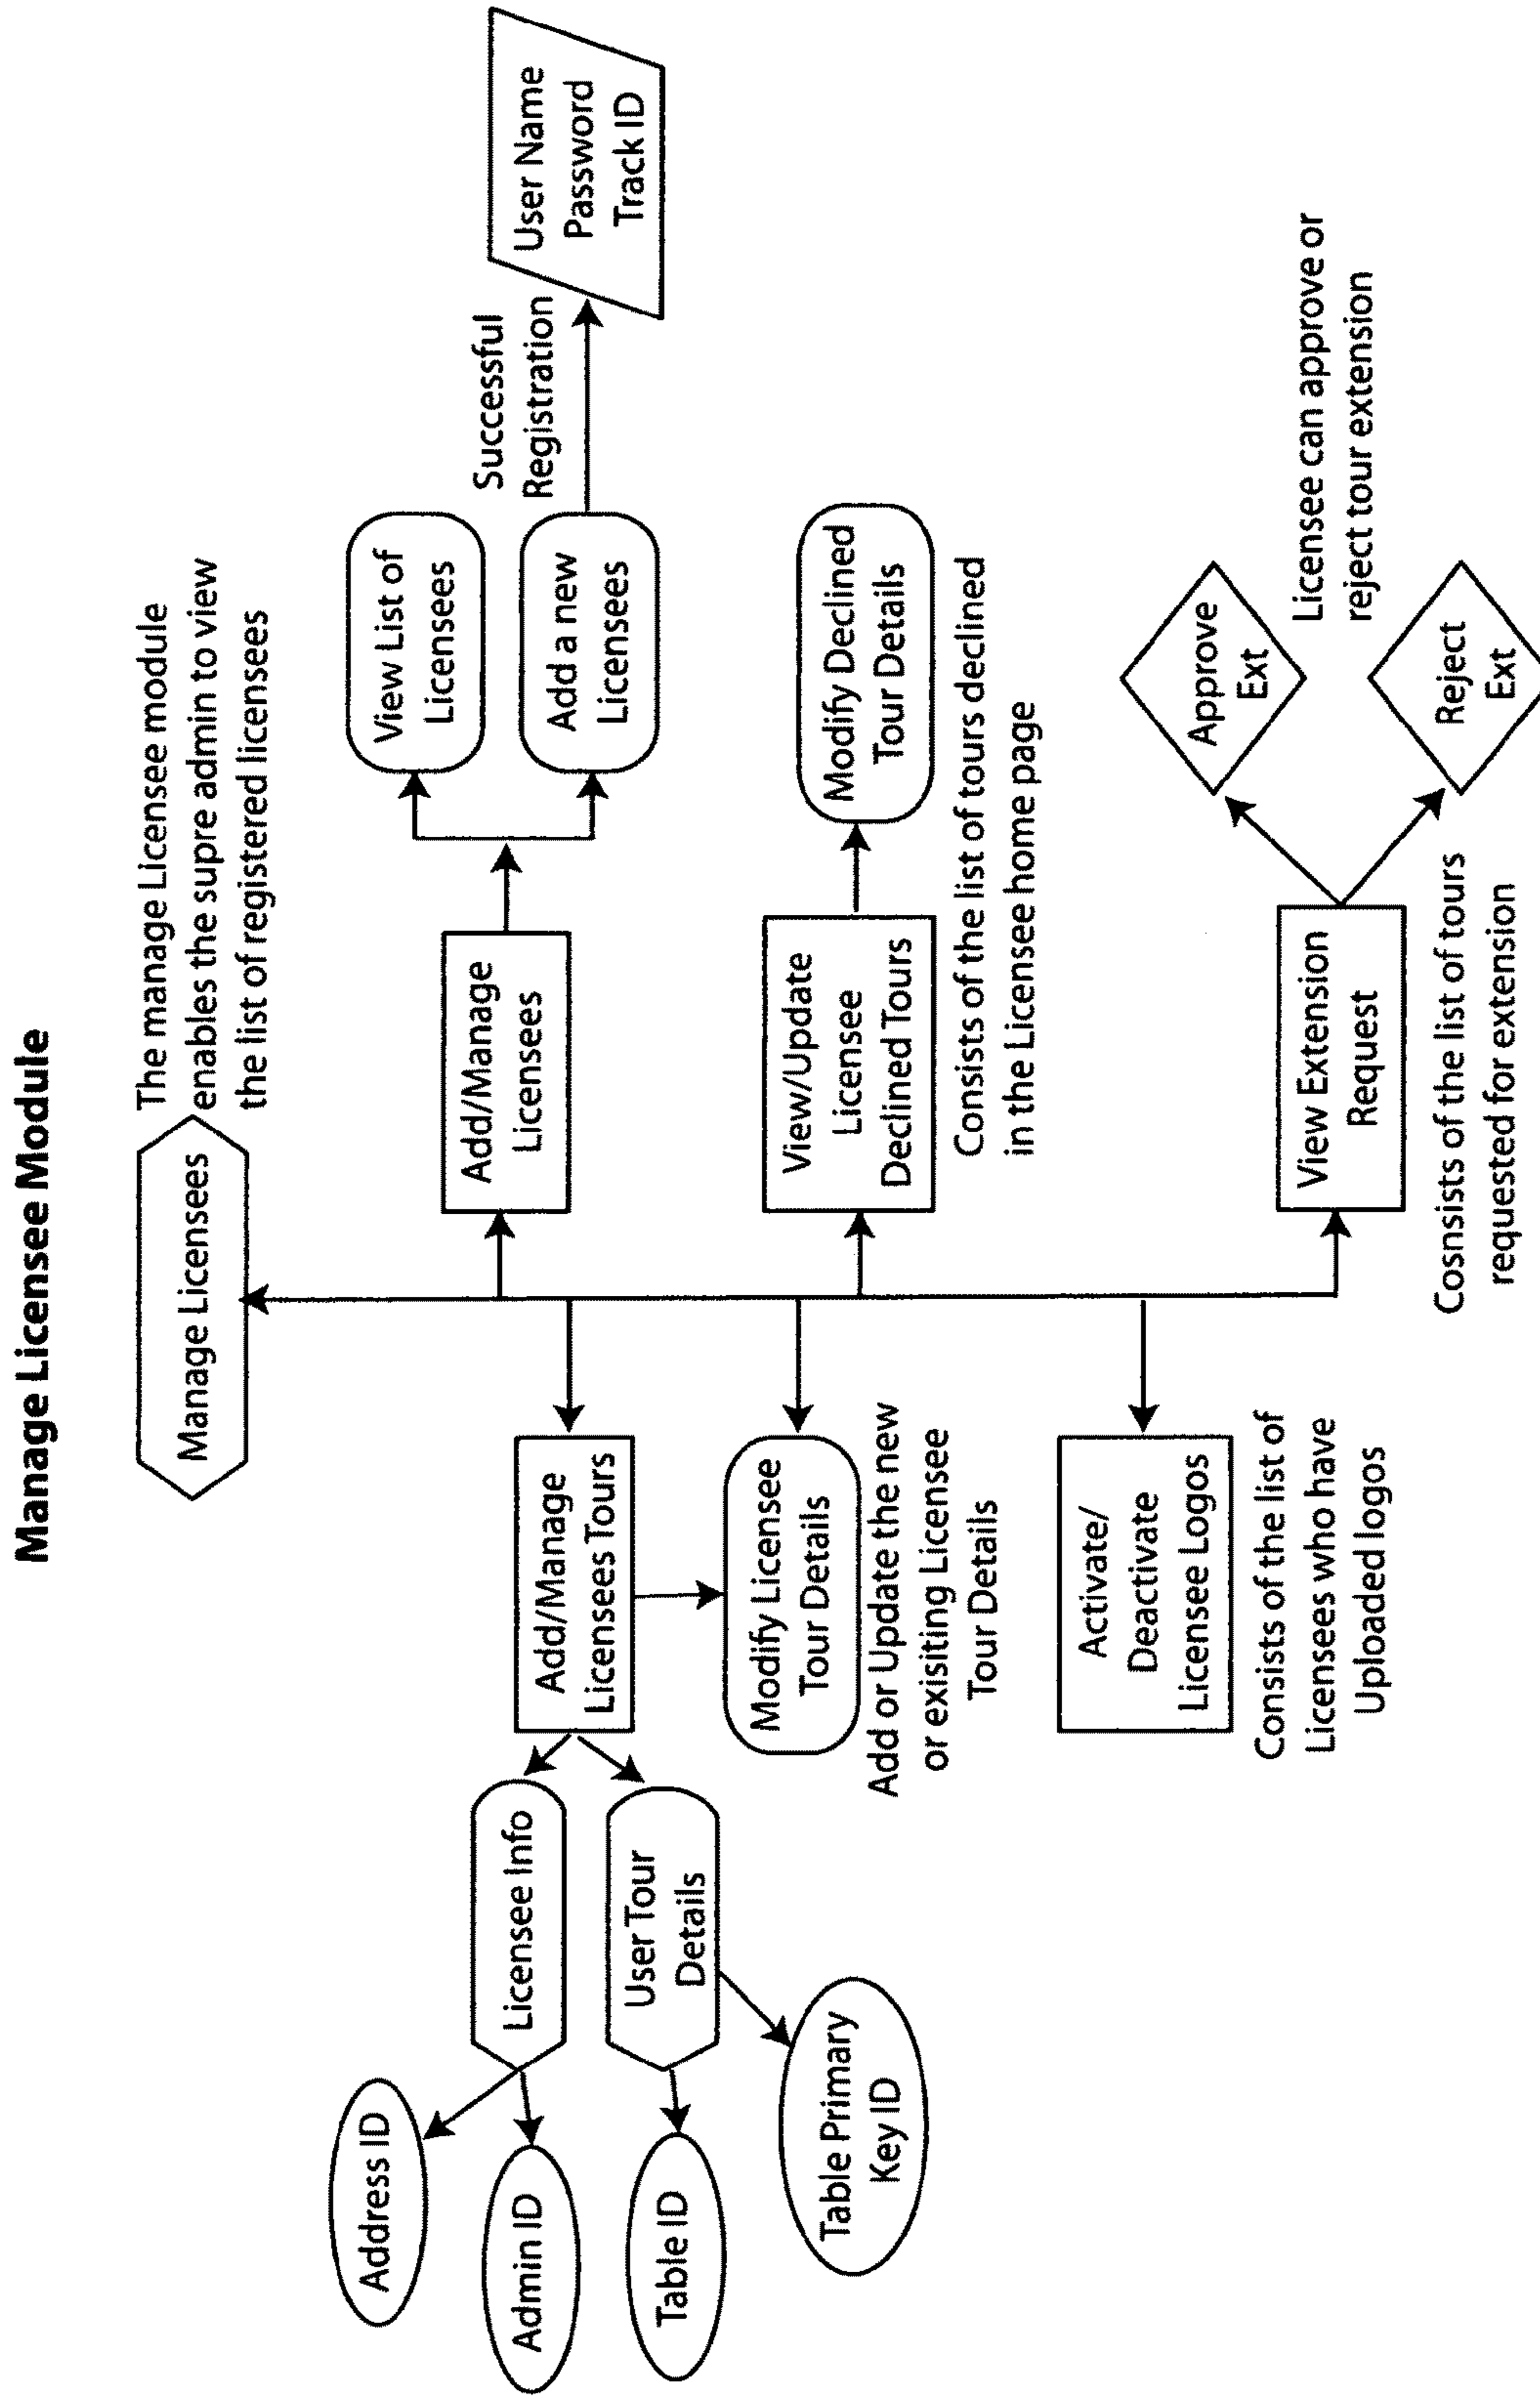 Manage Licensee Module
Manage Licensees
The manage Licensee module
enables the supre admin to view
the list of registered licensees
Add/Manage
Licensees
View List of
Licensees
Add a new
Licensees
Successful
Registration
User Name
Password
Track ID
Address ID
Admin ID
Licensee Info
Table ID
User Tour
Details
Table Primary
Key ID
Add/Manage
Licensees Tours
Modify Licensee
Tour Details
Add or Update the new
or exisiting Licensee
Tour Details
View/Update
Licensee
Declined Tours
Modify Declined
Tour Details
Consists of the list of tours declined
in the Licensee home page
Activate/
Deactivate
Licensee Logos
Consists of the list of
Licensees who have
Uploaded logos
View Extension
Request
Cosnsists of the list of tours
requested for extension
Approve
Ext
Reject
Ext
Licensee can approve or
reject tour extension